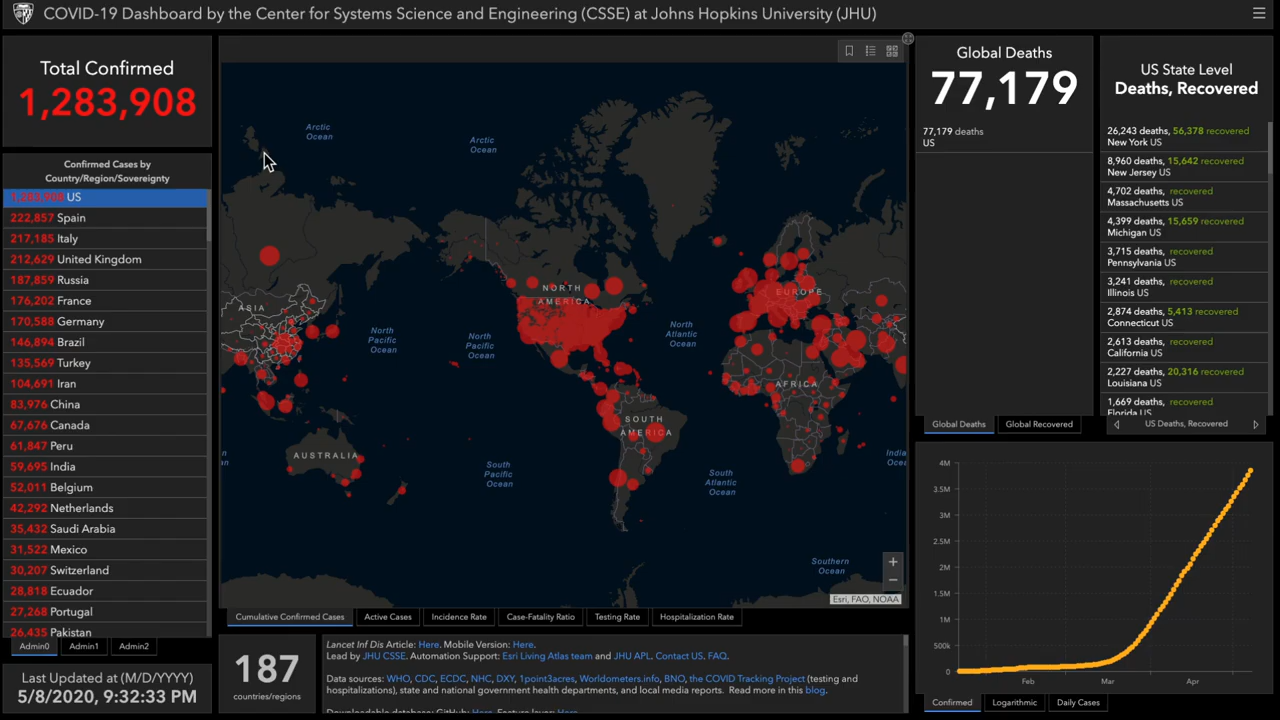 COVID-19 Dashboard by the Center for Systems Science and Engineering (CSSE) at Johns Hopkins University (JHU)
Total Confirmed
1,283,908
Confirmed Cases by
Country/Region/Sovereignty
1,283,908 US
222,857 Spain
217,185 Italy
212,629 United Kingdom
187,859 Russia
176,202 France
170,588 Germany
146,894 Brazil
135,569 Turkey
104,691 Iran
83,976 China
67,676 Canada
61,847 Peru
59,695 India
52,011 Belgium
42,292 Netherlands
35,432 Saudi Arabia
31,522 Mexico
30,207 Switzerland
28,818 Ecuador
27,268 Portugal
26,435 Pakistan
Admin0 Admin1 Admin2
Last Updated at (M/D/YYYY)
5/8/2020, 9:32:33 PM
Arctic
Ocean
Arctic
Ocean
NORTH
AMERICA
EUROPE
ASIA
North
Pacific
Ocean
North
Pacific
Ocean
North
Atlantic
Ocean
AFRICA
SOUTH
AMERICA
AUSTRALIA
India
Ocean
South
Pacific
Ocean
South
Atlantic
Ocean
Southern
Ocean
+
−
Esri, FAO, NOAA
Cumulative Confirmed Cases Active Cases Incidence Rate Case-Fatality Ratio Testing Rate Hospitalization Rate
187
countries/regions
Lancet Inf Dis Article: Here. Mobile Version: Here.
Lead by JHU CSSE. Automation Support: Esri Living Atlas team and JHU APL. Contact US. FAQ.
Data sources: WHO, CDC, ECDC, NHC, DXY, 1point3acres, Worldometers.info, BNO, the COVID Tracking Project (testing and
hospitalizations), state and national government health departments, and local media reports. Read more in this blog.
Downloadable database: GitHub: Here. Feature layer: Here.
Global Deaths
77,179
77,179 deaths
US
Global Deaths Global Recovered
US State Level
Deaths, Recovered
26,243 deaths, 56,378 recovered
New York US
8,960 deaths, 15,642 recovered
New Jersey US
4,702 deaths, recovered
Massachusetts US
4,399 deaths, 15,659 recovered
Michigan US
3,715 deaths, recovered
Pennsylvania US
3,241 deaths, recovered
Illinois US
2,874 deaths, 5,413 recovered
Connecticut US
2,613 deaths, recovered
California US
2,227 deaths, 20,316 recovered
Louisiana US
1,669 deaths, recovered
Florida US
US Deaths, Recovered
4M
3.5M
3M
2.5M
2M
1.5M
1M
500k
0
Feb Mar Apr
Confirmed Logarithmic Daily Cases